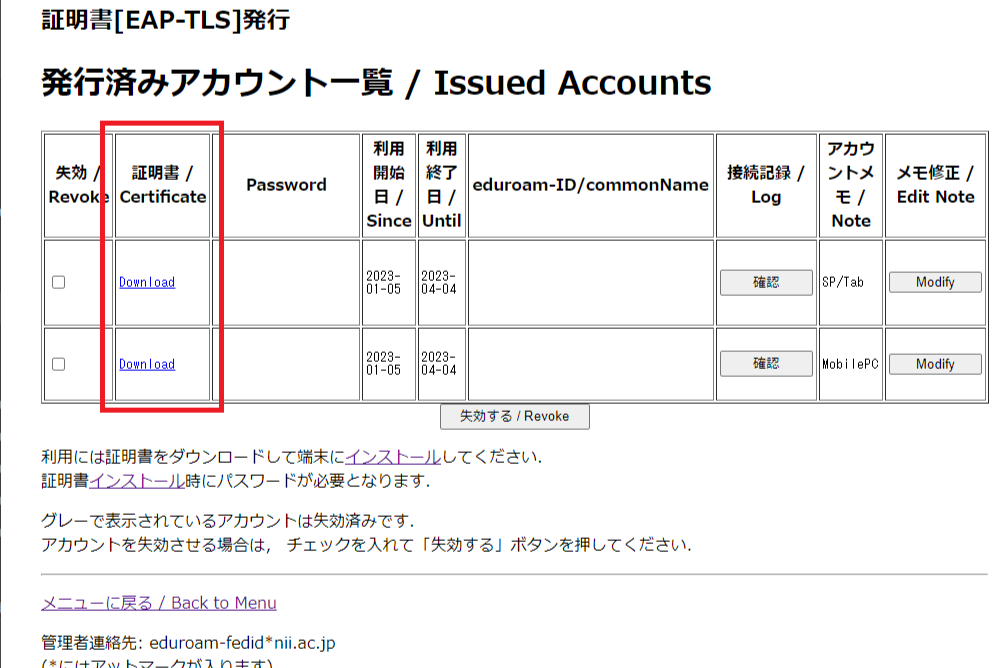 証明書[EAP-TLS]発行
発行済みアカウント一覧 / Issued Accounts
失効 /
Revoke
証明書 /
Certificate
Password
利用
開始
日 /
Since
利用
終了
日 /
Until
eduroam-ID/commonName
接続記録 /
Log
アカウ
ントメ
モ /
Note
メモ修正 /
Edit Note
Download
2023-
01-05
2023-
04-04
確認
SP/Tab
Modify
Download
2023-
01-05
2023-
04-04
確認
MobilePC
Modify
失効する / Revoke
利用には証明書をダウンロードして端末にインストールしてください.
証明書インストール時にパスワードが必要となります.
グレーで表示されているアカウントは失効済みです.
アカウントを失効させる場合は, チェックを入れて「失効する」ボタンを押してください.
メニューに戻る / Back to Menu
管理者連絡先: eduroam-fedid*nii.ac.jp
(*にはアットマークが入ります)